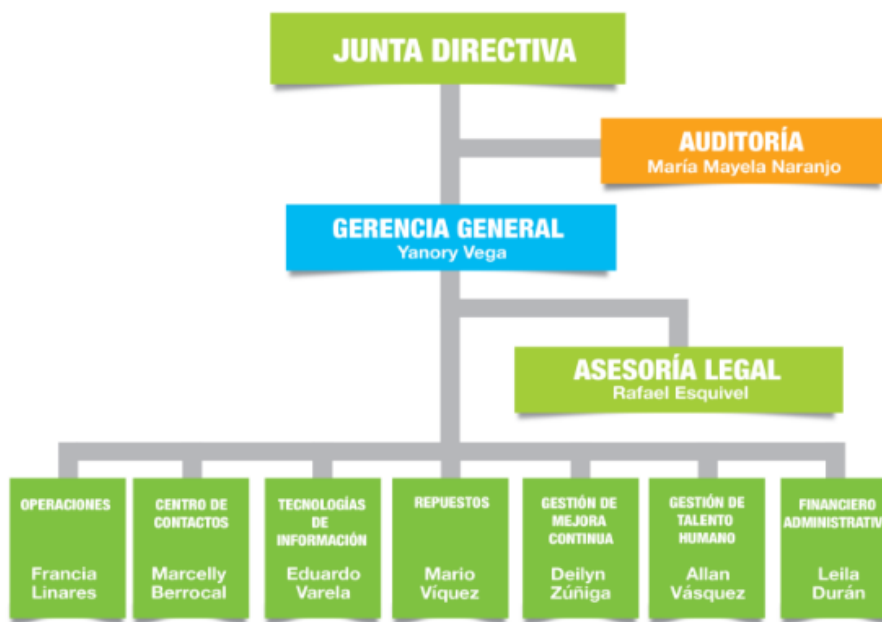 JUNTA DIRECTIVA
AUDITORÍA
María Mayela Naranjo
GERENCIA GENERAL
Yanory Vega
ASESORÍA LEGAL
Rafael Esquivel
OPERACIONES
Francia
Linares
CENTRO DE
CONTACTOS
Marcelly
Berrocal
TECNOLOGÍAS
DE
INFORMACIÓN
Eduardo
Varela
REPUESTOS
Mario
Víquez
GESTIÓN DE
MEJORA
CONTINUA
Deilyn
Zúñiga
GESTIÓN DE
TALENTO
HUMANO
Allan
Vásquez
FINANCIERO
ADMINISTRATIV
Leila
Durán